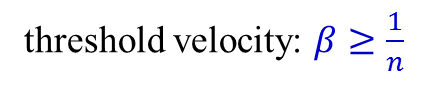 threshold velocity: β ≥ 1/n